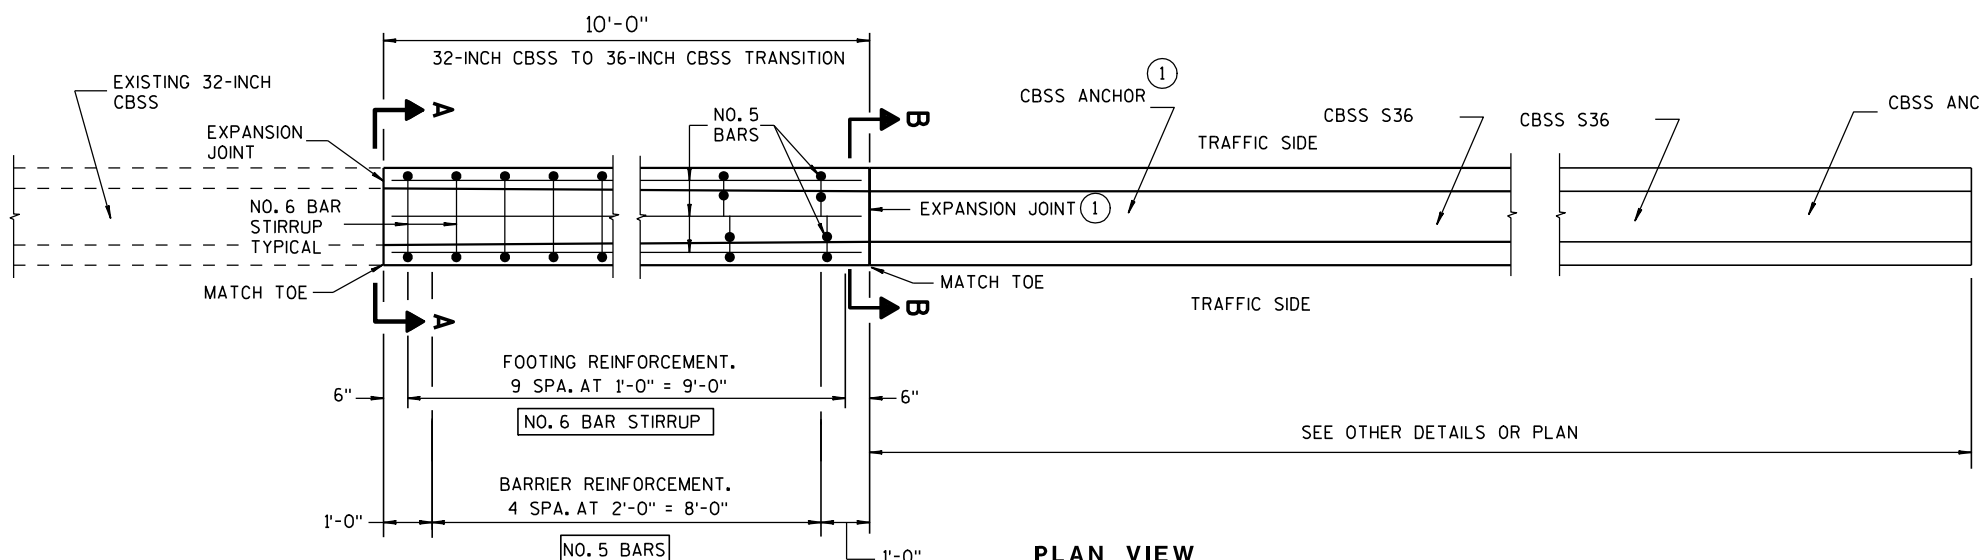 10'-0"
32-INCH CBSS TO 36-INCH CBSS TRANSITION
EXISTING 32-INCH
CBSS
A
EXPANSION
JOINT
NO. 5
BARS
B
CBSS ANCHOR
1
TRAFFIC SIDE
CBSS S36
CBSS S36
CBSS ANC
NO. 6 BAR
STIRRUP
TYPICAL
EXPANSION JOINT 1
MATCH TOE
MATCH TOE
A
B
TRAFFIC SIDE
FOOTING REINFORCEMENT.
9 SPA. AT 1'-0" = 9'-0"
6"
6"
NO. 6 BAR STIRRUP
SEE OTHER DETAILS OR PLAN
BARRIER REINFORCEMENT.
4 SPA. AT 2'-0" = 8'-0"
1'-0"
NO. 5 BARS
1'-0"
PLAN VIEW